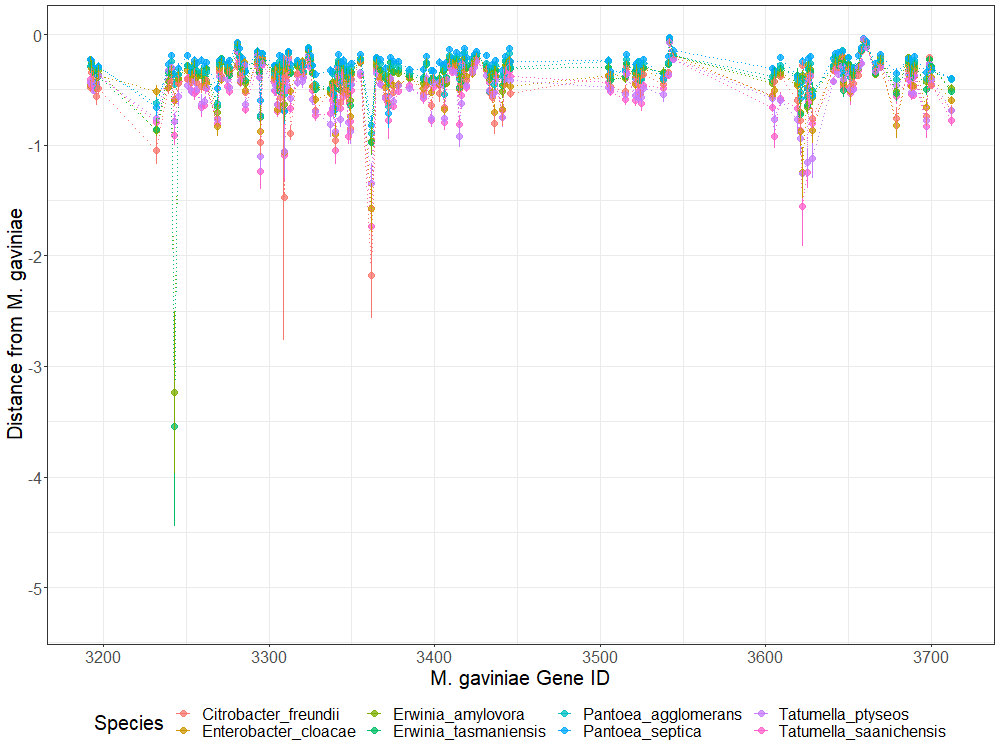 Distance from M. gaviniae
0
-1
-2
-3
-4
-5
3200 3300 3400 3500 3600 3700
M. gaviniae Gene ID
Species
Citrobacter_freundii Erwinia_amylovora Pantoea_agglomerans Tatumella_ptyseos
Enterobacter_cloacae Erwinia_tasmaniensis Pantoea_septica Tatumella_saanichensis